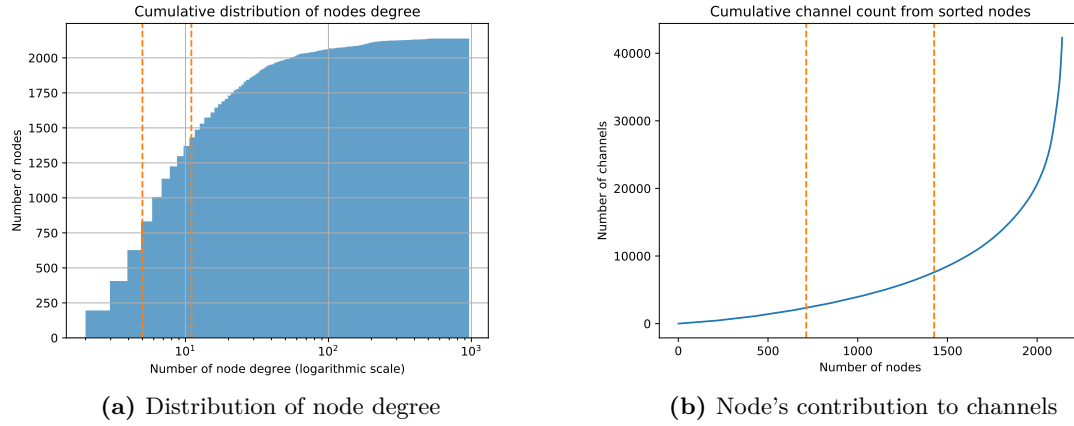 Cumulative distribution of nodes degree
Number of nodes
2000
1750
1500
1250
1000
750
500
250
0
10¹
10²
10³
Number of node degree (logarithmic scale)
(a) Distribution of node degree
Cumulative channel count from sorted nodes
Number of channels
40000
30000
20000
10000
0
0
500
1000
1500
2000
Number of nodes
(b) Node's contribution to channels